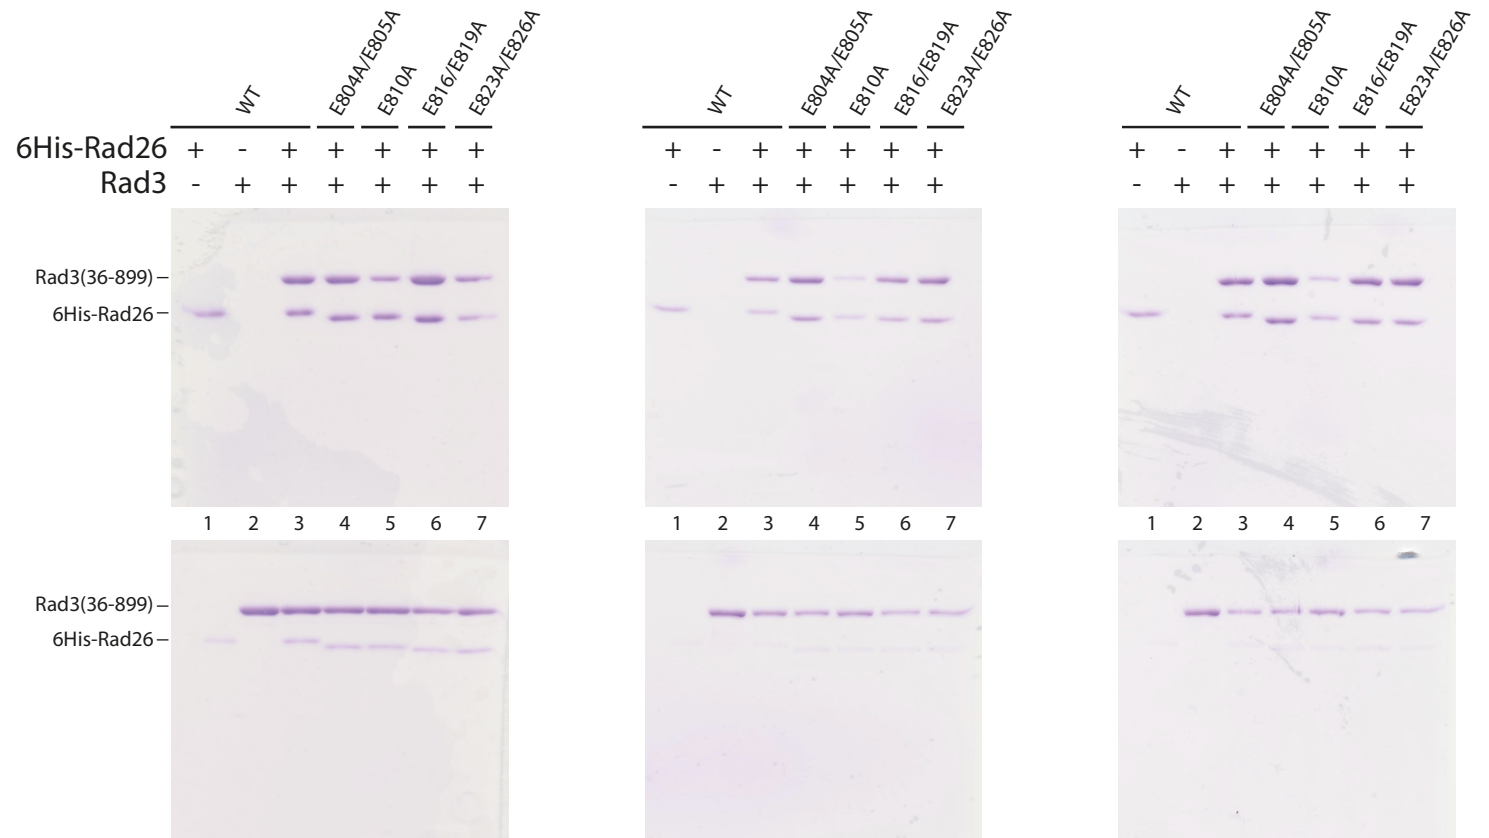 WT E804A/E805A E810A E816/E819A E823A/E826A WT E804A/E805A E810A E816/E819A E823A/E826A WT E804A/E805A E810A E816/E819A E823A/E826A
6His-Rad26 + - + + + + + + - + + + + + + - + + + + +
Rad3 - + + + + + + - + + + + + + - + + + + + +
Rad3(36-899)
6His-Rad26
1 2 3 4 5 6 7 1 2 3 4 5 6 7 1 2 3 4 5 6 7
Rad3(36-899)
6His-Rad26